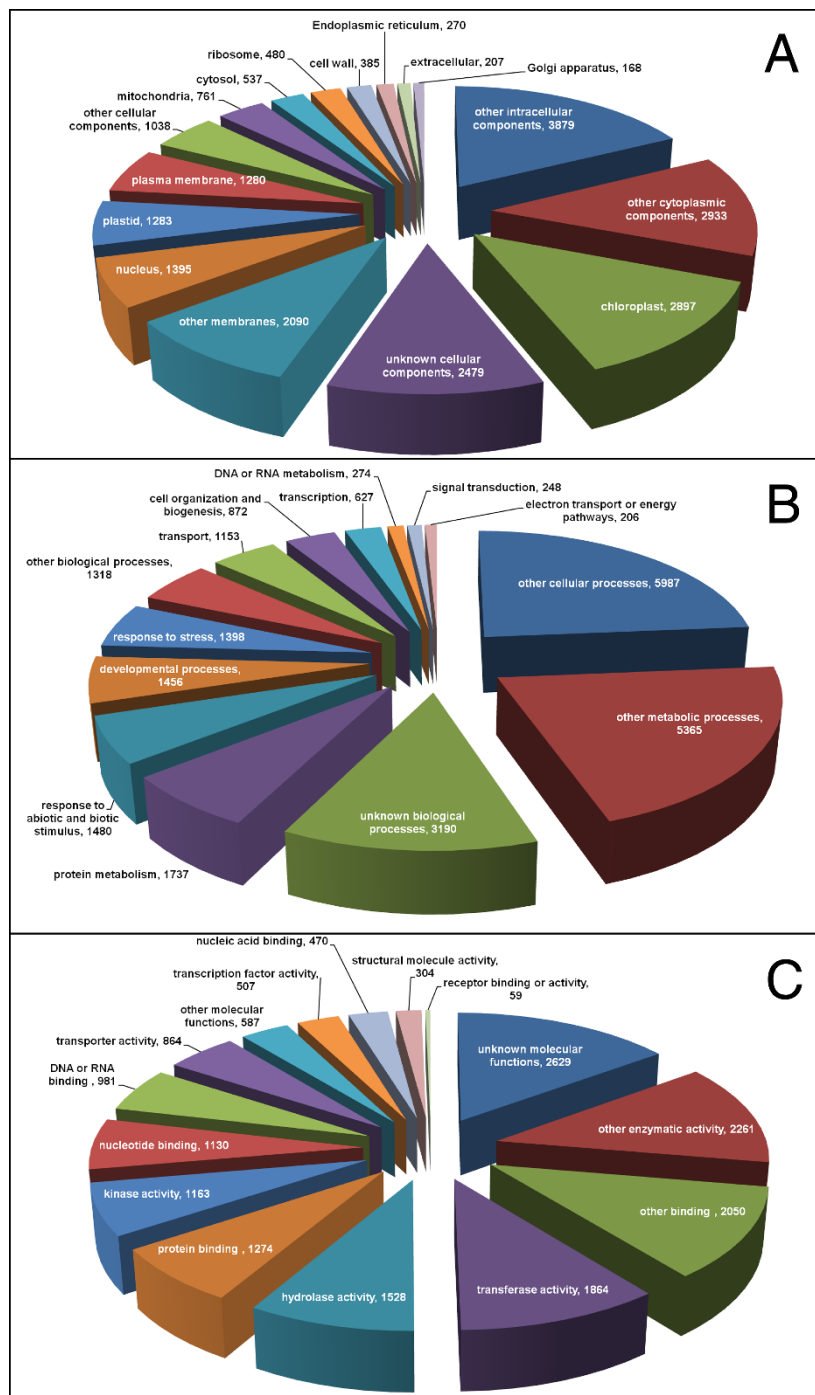 A
Endoplasmic reticulum, 270
ribosome, 480
cell wall, 385
extracellular, 207
Golgi apparatus, 168
cytosol, 537
mitochondria, 761
other cellular
components, 1038
other intracellular
components, 3879
plasma membrane, 1280
other cytoplasmic
components, 2933
plastid, 1283
nucleus, 1395
chloroplast, 2897
other membranes, 2090
unknown cellular
components, 2479
B
DNA or RNA metabolism, 274
signal transduction, 248
cell organization and
biogenesis, 872
transcription, 627
electron transport or energy
pathways, 206
transport, 1153
other biological processes,
1318
other cellular processes, 5987
response to stress, 1398
developmental processes,
1456
other metabolic processes,
5365
unknown biological
processes, 3190
response to
abiotic and biotic
stimulus, 1480
protein metabolism, 1737
C
nucleic acid binding, 470
structural molecule activity,
304
transcription factor activity,
507
receptor binding or activity,
59
other molecular
functions, 587
transporter activity, 864
unknown molecular
functions, 2629
DNA or RNA
binding , 981
other enzymatic activity, 2261
nucleotide binding, 1130
kinase activity, 1163
other binding , 2050
protein binding , 1274
hydrolase activity, 1528
transferase activity, 1864